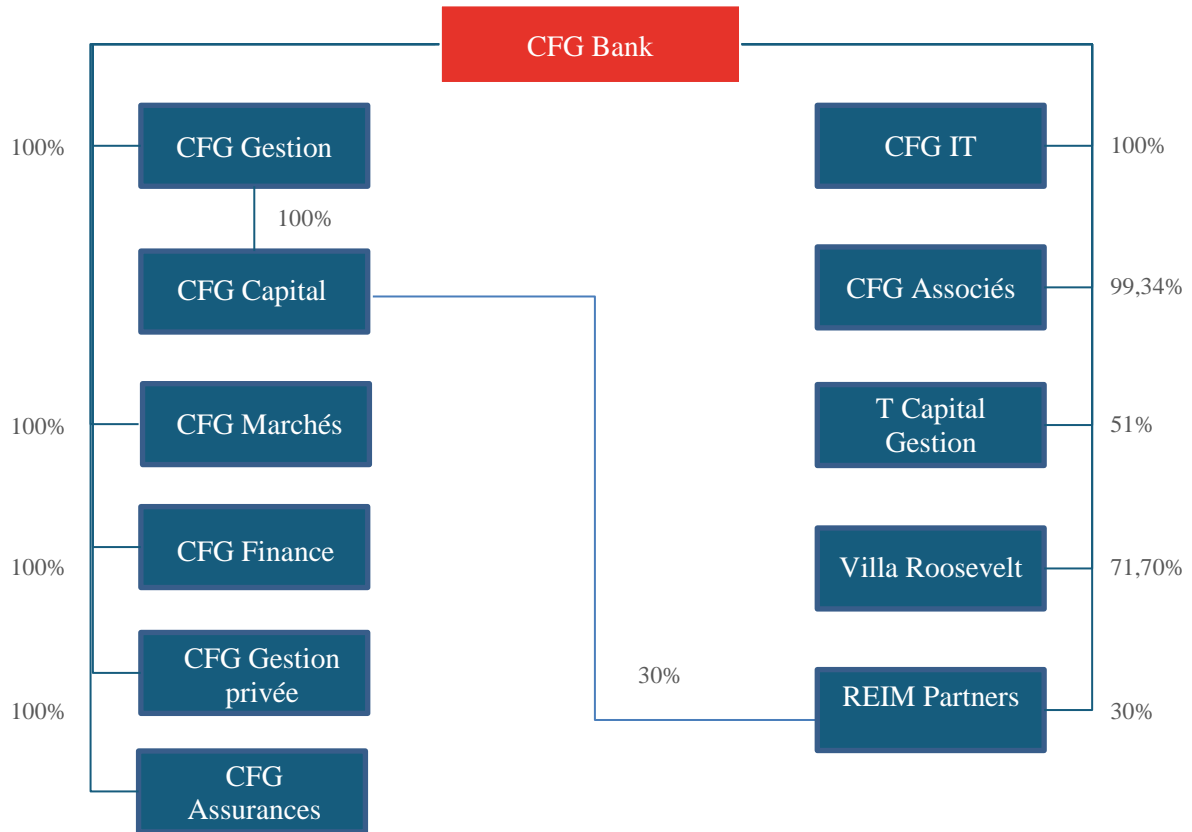 CFG Bank
CFG Gestion
100%
100%
CFG Capital
CFG Marchés
100%
CFG Finance
100%
CFG Gestion
privée
100%
CFG
Assurances
30%
CFG IT
100%
CFG Associés
99,34%
T Capital
Gestion
51%
Villa Roosevelt
71,70%
REIM Partners
30%